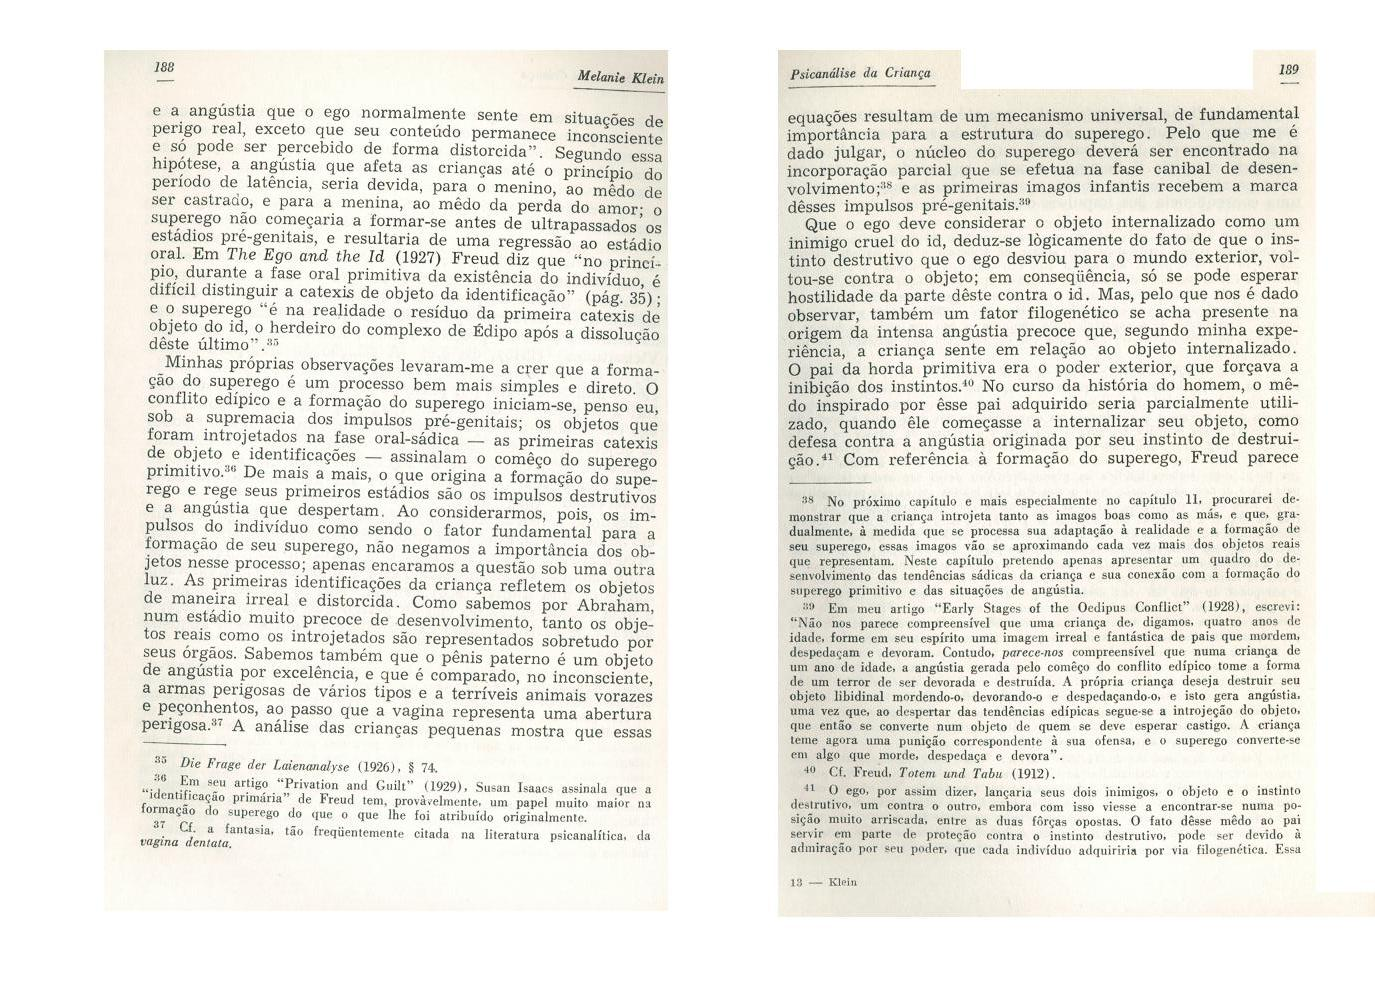 188
Melanie Klein
e a angústia que o ego normalmente sente em situações de
perigo real, exceto que seu conteúdo permanece inconsciente
e só pode ser percebido de forma distorcida". Segundo essa
hipótese, a angústia que afeta as crianças até o princípio do
período de latência, seria devida, para o menino, ao mêdo de
ser castrado, e para a menina, ao mêdo da perda do amor; o
superego não começaria a formar-se antes de ultrapassados os
estádios pré-genitais, e resultaria de uma regressão ao estádio
oral. Em The Ego and the Id (1927) Freud diz que "no princí-
pio, durante a fase oral primitiva da existência do indivíduo, é
difícil distinguir a catexis de objeto da identificação" (pág. 35);
e o superego "é na realidade o resíduo da primeira catexis de
objeto do id, o herdeiro do complexo de Édipo após a dissolução
dêste último".³⁵
Minhas próprias observações levaram-me a crer que a forma-
ção do superego é um processo bem mais simples e direto. O
conflito edípico e a formação do superego iniciam-se, penso eu,
sob a supremacia dos impulsos pré-genitais; os objetos que
foram introjetados na fase oral-sádica — as primeiras catexis
de objeto e identificações — assinalam o comêço do superego
primitivo.³⁶ De mais a mais, o que origina a formação do supe-
rego e rege seus primeiros estádios são os impulsos destrutivos
e a angústia que despertam. Ao considerarmos, pois, os im-
pulsos do indivíduo como sendo o fator fundamental para a
formação de seu superego, não negamos a importância dos ob-
jetos nesse processo; apenas encaramos a questão sob uma outra
luz. As primeiras identificações da criança refletem os objetos
de maneira irreal e distorcida. Como sabemos por Abraham,
num estádio muito precoce de desenvolvimento, tanto os obje-
tos reais como os introjetados são representados sobretudo por
seus órgãos. Sabemos também que o pênis paterno é um objeto
de angústia por excelência, e que é comparado, no inconsciente,
a armas perigosas de vários tipos e a terríveis animais vorazes
e peçonhentos, ao passo que a vagina representa uma abertura
perigosa.³⁷ A análise das crianças pequenas mostra que essas
35 Die Frage der Laienanalyse (1926), § 74.
36 Em seu artigo "Privation and Guilt" (1929), Susan Isaacs assinala que a
"identificação primária" de Freud tem, provàvelmente, um papel muito maior na
formação do superego do que o que lhe foi atribuído originalmente.
37 Cf. a fantasia, tão freqüentemente citada na literatura psicanalítica, da
vagina dentata.
Psicanálise da Criança
189
equações resultam de um mecanismo universal, de fundamental
importância para a estrutura do superego. Pelo que me é
dado julgar, o núcleo do superego deverá ser encontrado na
incorporação parcial que se efetua na fase canibal de desen-
volvimento;³⁸ e as primeiras imagos infantis recebem a marca
dêsses impulsos pré-genitais.³⁹
Que o ego deve considerar o objeto internalizado como um
inimigo cruel do id, deduz-se lògicamente do fato de que o ins-
tinto destrutivo que o ego desviou para o mundo exterior, vol-
tou-se contra o objeto; em conseqüência, só se pode esperar
hostilidade da parte dêste contra o id. Mas, pelo que nos é dado
observar, também um fator filogenético se acha presente na
origem da intensa angústia precoce que, segundo minha expe-
riência, a criança sente em relação ao objeto internalizado.
O pai da horda primitiva era o poder exterior, que forçava a
inibição dos instintos.⁴⁰ No curso da história do homem, o mê-
do inspirado por êsse pai adquirido seria parcialmente utili-
zado, quando êle começasse a internalizar seu objeto, como
defesa contra a angústia originada por seu instinto de destrui-
ção.⁴¹ Com referência à formação do superego, Freud parece
38 No próximo capítulo e mais especialmente no capítulo 11, procurarei de-
monstrar que a criança introjeta tanto as imagos boas como as más, e que, gra-
dualmente, à medida que se processa sua adaptação à realidade e a formação de
seu superego, essas imagos vão se aproximando cada vez mais dos objetos reais
que representam. Neste capítulo pretendo apenas apresentar um quadro do de-
senvolvimento das tendências sádicas da criança e sua conexão com a formação do
superego primitivo e das situações de angústia.
39 Em meu artigo "Early Stages of the Oedipus Conflict" (1928), escrevi:
"Não nos parece compreensível que uma criança de, digamos, quatro anos de
idade, forme em seu espírito uma imagem irreal e fantástica de pais que mordem,
despedaçam e devoram. Contudo, parece-nos compreensível que numa criança de
um ano de idade, a angústia gerada pelo comêço do conflito edípico tome a forma
de um terror de ser devorada e destruída. A própria criança deseja destruir seu
objeto libidinal mordendo-o, devorando-o e despedaçando-o, e isto gera angústia,
uma vez que, ao despertar das tendências edípicas segue-se a introjeção do objeto,
que então se converte num objeto de quem se deve esperar castigo. A criança
teme agora uma punição correspondente à sua ofensa, e o superego converte-se
em algo que morde, despedaça e devora".
40 Cf. Freud, Totem und Tabu (1912).
41 O ego, por assim dizer, lançaria seus dois inimigos, o objeto e o instinto
destrutivo, um contra o outro, embora com isso viesse a encontrar-se numa po-
sição muito arriscada, entre as duas fôrças opostas. O fato dêsse mêdo ao pai
servir em parte de proteção contra o instinto destrutivo, pode ser devido à
admiração por seu poder, que cada indivíduo adquiriria por via filogenética. Essa
13 — Klein